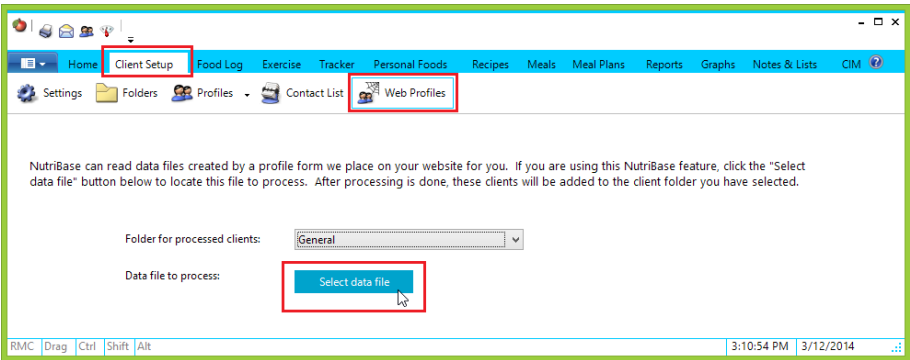 Home Client Setup Food Log Exercise Tracker Personal Foods Recipes Meals Meal Plans Reports Graphs Notes & Lists CIM ?
Settings Folders Profiles Contact List Web Profiles
NutriBase can read data files created by a profile form we place on your website for you. If you are using this NutriBase feature, click the "Select
data file" button below to locate this file to process. After processing is done, these clients will be added to the client folder you have selected.
Folder for processed clients: General
Data file to process: Select data file
RMC Drag Ctrl Shift Alt 3:10:54 PM 3/12/2014